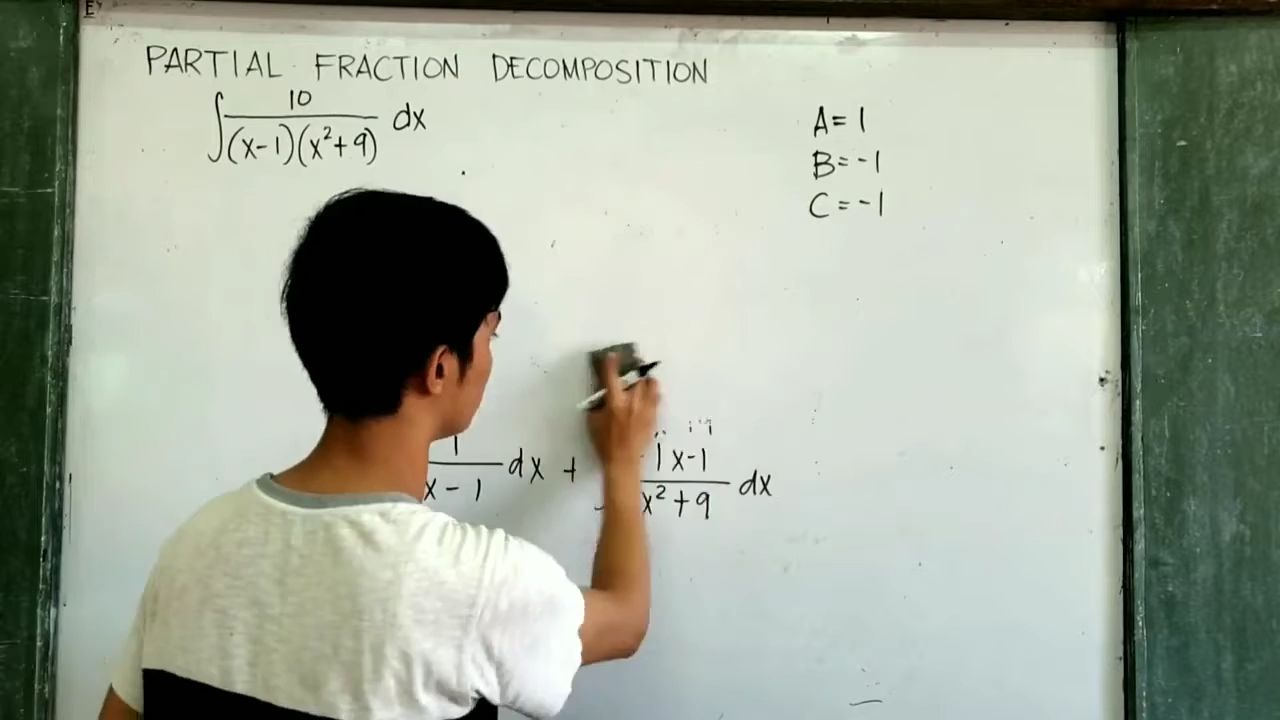 PARTIAL FRACTION DECOMPOSITION
∫ 10 / (x-1)(x²+9) dx
A = 1
B = -1
C = -1
1 / x-1 dx + -1x-1 / x²+9 dx